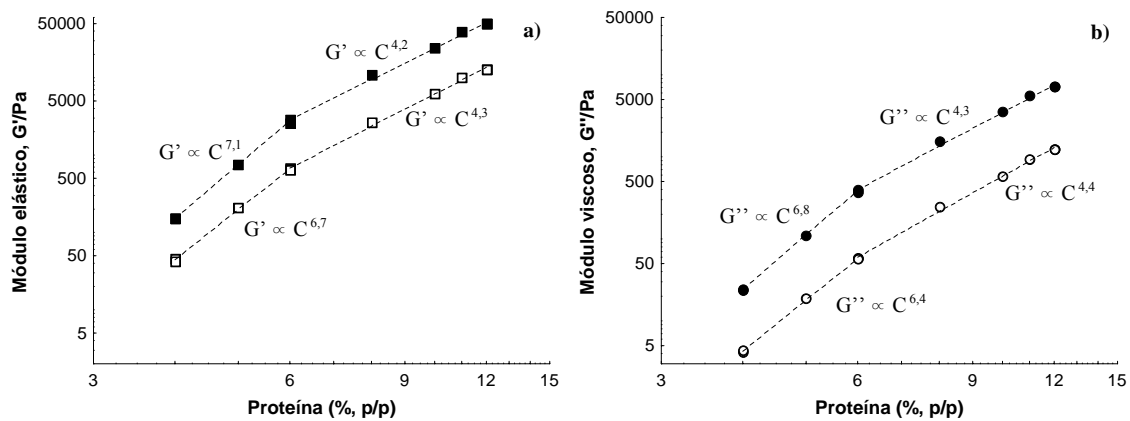 a)
50000
5000
500
50
5
Módulo elástico, G'/Pa
G’ ∝ C4,2
G’ ∝ C4,3
G’ ∝ C7,1
G’ ∝ C6,7
3 6 9 12 15
Proteína (%, p/p)
b)
50000
5000
500
50
5
Módulo viscoso, G"/Pa
G’’ ∝ C4,3
G’’ ∝ C4,4
G’’ ∝ C6,8
G’’ ∝ C6,4
3 6 9 12 15
Proteína (%, p/p)